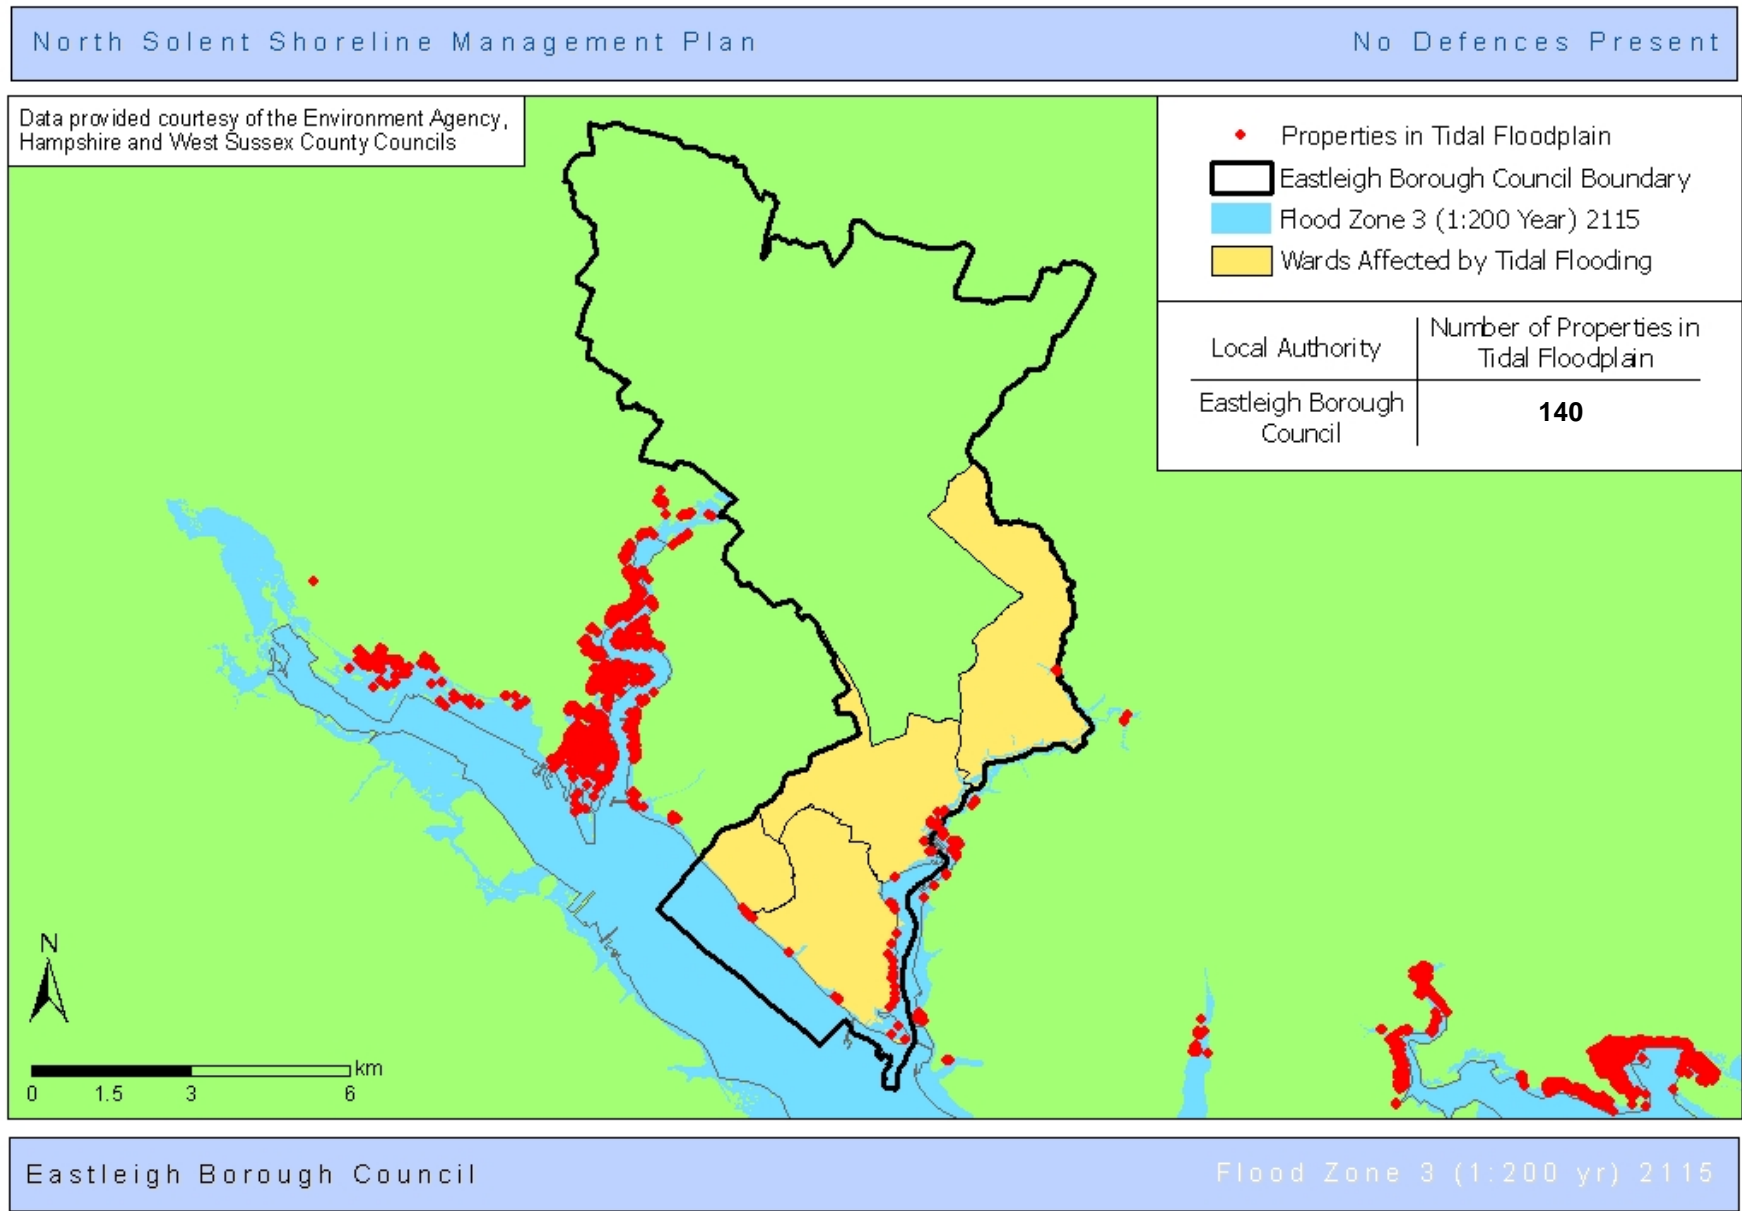 North Solent Shoreline Management Plan
No Defences Present
Data provided courtesy of the Environment Agency,
Hampshire and West Sussex County Councils
Properties in Tidal Floodplain
Eastleigh Borough Council Boundary
Flood Zone 3 (1:200 Year) 2115
Wards Affected by Tidal Flooding
Local Authority
Number of Properties in
Tidal Floodplain
Eastleigh Borough
Council
140
N
km
0 1.5 3 6
Eastleigh Borough Council
Flood Zone 3 (1:200 yr) 2115